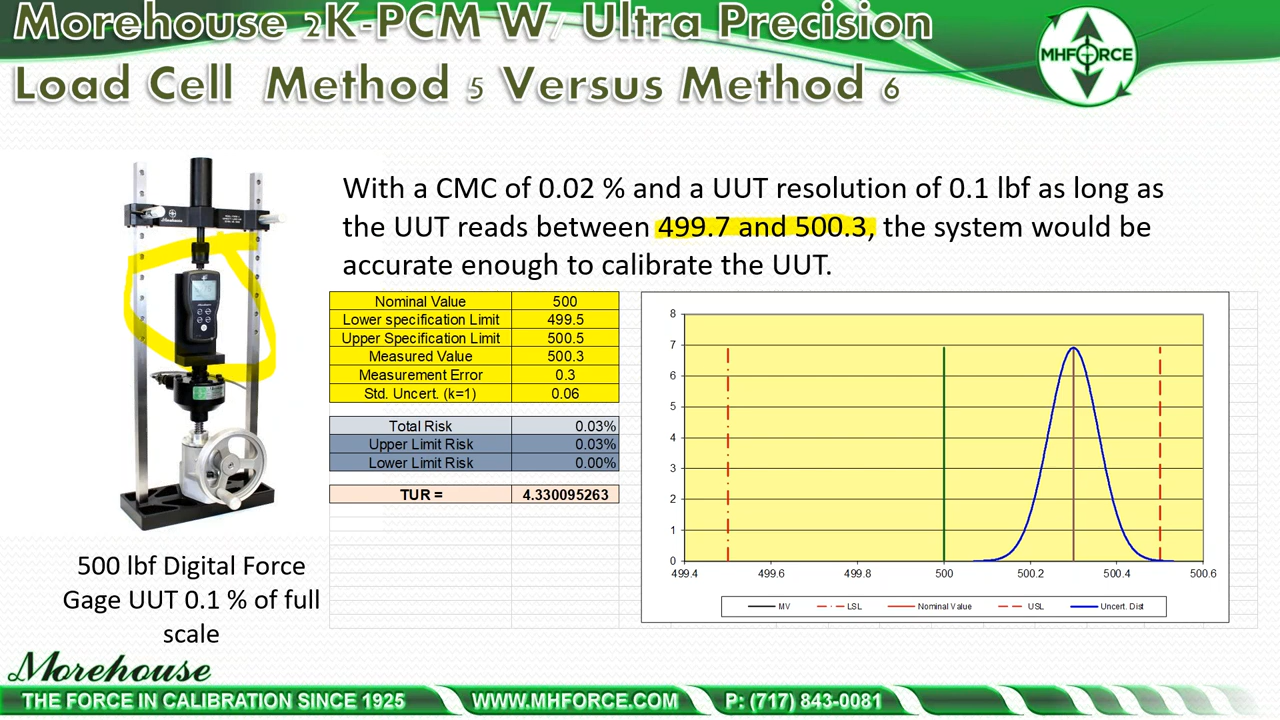 Morehouse 2K-PCM W/ Ultra Precision
Load Cell Method 5 Versus Method 6
MHFORCE
With a CMC of 0.02 % and a UUT resolution of 0.1 lbf as long as
the UUT reads between 499.7 and 500.3, the system would be
accurate enough to calibrate the UUT.
Nominal Value 500
Lower specification Limit 499.5
Upper Specification Limit 500.5
Measured Value 500.3
Measurement Error 0.3
Std. Uncert. (k=1) 0.06
Total Risk 0.03%
Upper Limit Risk 0.03%
Lower Limit Risk 0.00%
TUR = 4.330095263
8
7
6
5
4
3
2
1
0
499.4 499.6 499.8 500 500.2 500.4 500.6
MV LSL Nominal Value USL Uncert. Dist
500 lbf Digital Force
Gage UUT 0.1 % of full
scale
Morehouse
THE FORCE IN CALIBRATION SINCE 1925 WWW.MHFORCE.COM P: (717) 843-0081